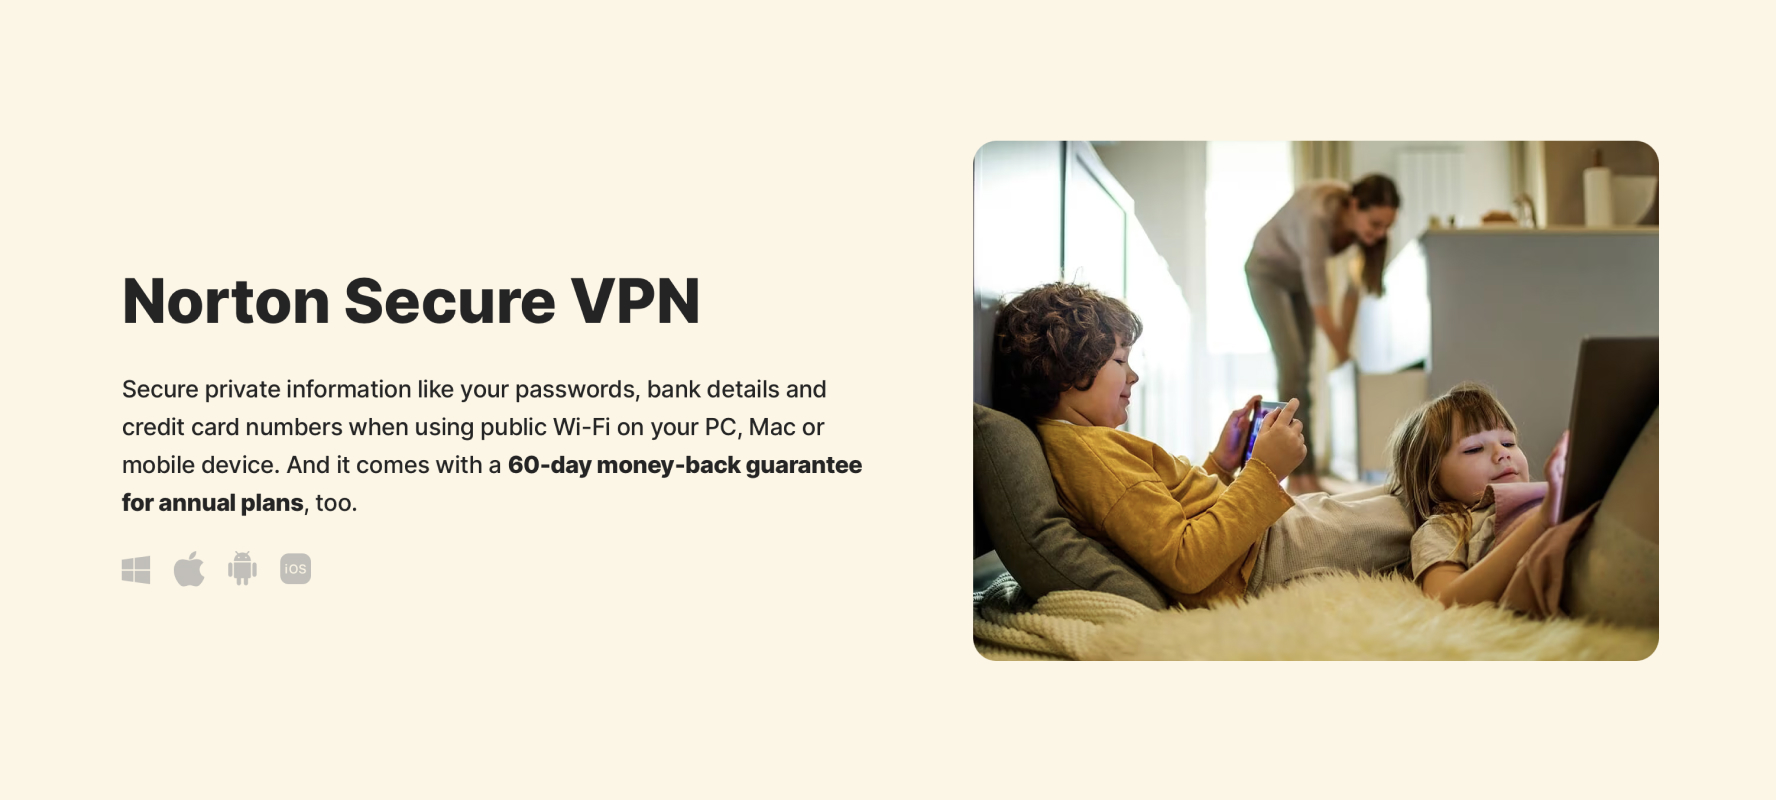 Norton Secure VPN
Secure private information like your passwords, bank details and
credit card numbers when using public Wi-Fi on your PC, Mac or
mobile device. And it comes with a 60-day money-back guarantee
for annual plans, too.
iOS